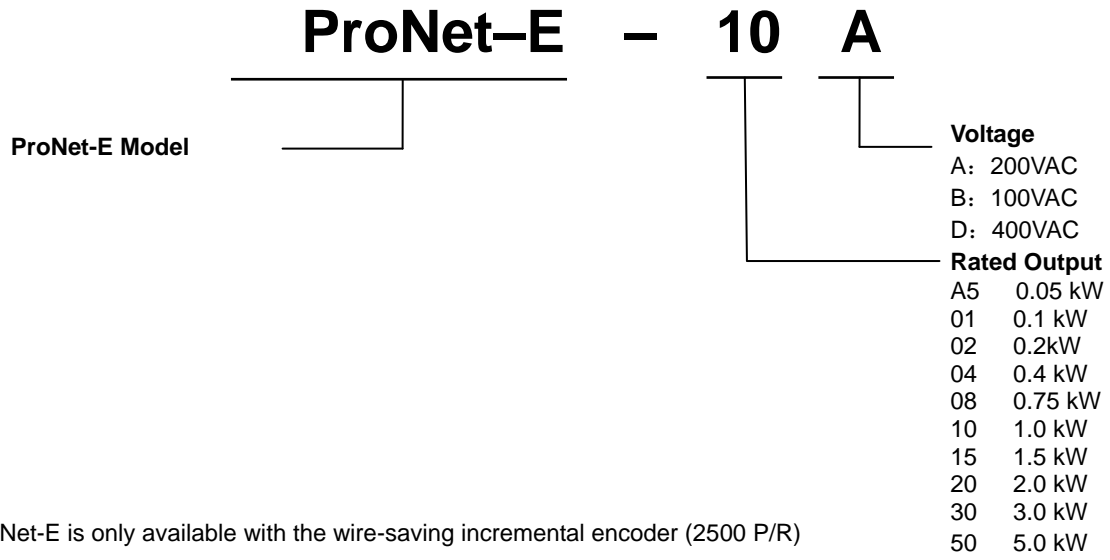 ProNet–E – 10 A
ProNet-E Model
Voltage
A：200VAC
B：100VAC
D：400VAC
Rated Output
A5 0.05 kW
01 0.1 kW
02 0.2kW
04 0.4 kW
08 0.75 kW
10 1.0 kW
15 1.5 kW
20 2.0 kW
30 3.0 kW
50 5.0 kW
Net-E is only available with the wire-saving incremental encoder (2500 P/R)